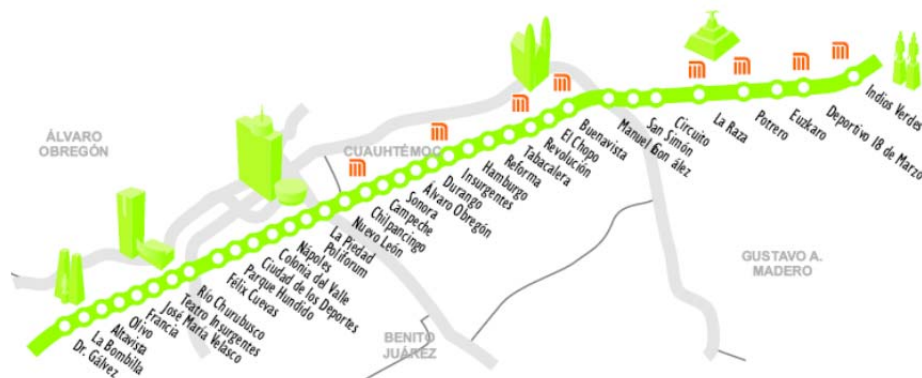 ÁLVARO
OBREGÓN
CUAUHTÉMOC
GUSTAVO A.
MADERO
BENITO
JUÁREZ
Dr. Gálvez
La Bombilla
Altavista
Olivo
Francia
José María Velasco
Teatro Insurgentes
Río Churubusco
Félix Cuevas
Parque Hundido
Ciudad de los Deportes
Colonia del Valle
Nápoles
Poliforum
La Piedad
Nuevo León
Chilpancingo
Campeche
Sonora
Álvaro Obregón
Durango
Insurgentes
Hamburgo
Reforma
Tabacalera
Revolución
El Chopo
Buenavista
Manuel Gon ález
San Simón
Circuito
La Raza
Potrero
Euzkaro
Deportivo 18 de Marzo
Indios Verdes